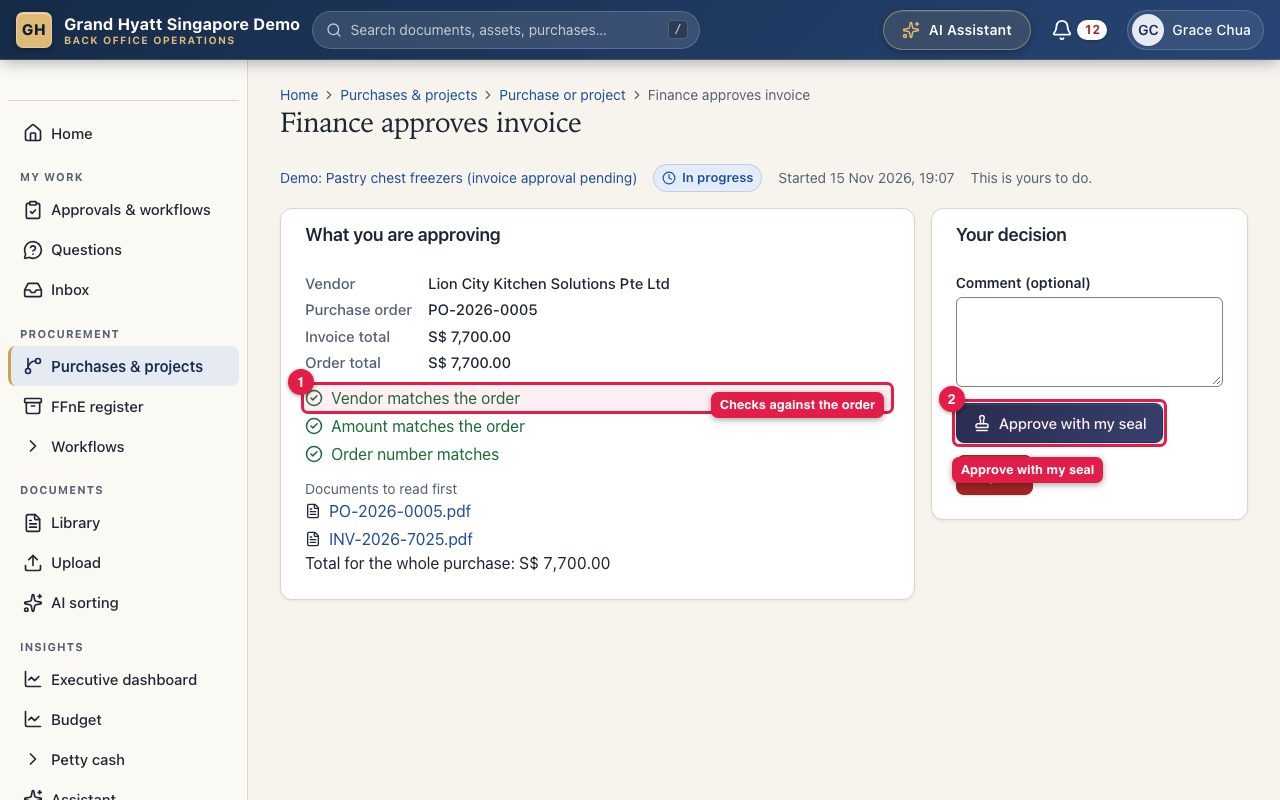 GH
Grand Hyatt Singapore Demo
BACK OFFICE OPERATIONS
Search documents, assets, purchases...
/
AI Assistant
12
GC
Grace Chua
Home
MY WORK
Approvals & workflows
Questions
Inbox
PROCUREMENT
Purchases & projects
FFnE register
Workflows
DOCUMENTS
Library
Upload
AI sorting
INSIGHTS
Executive dashboard
Budget
Petty cash
Assistant
Home > Purchases & projects > Purchase or project > Finance approves invoice
Finance approves invoice
Demo: Pastry chest freezers (invoice approval pending)
In progress
Started 15 Nov 2026, 19:07
This is yours to do.
What you are approving
Vendor Lion City Kitchen Solutions Pte Ltd
Purchase order PO-2026-0005
Invoice total S$ 7,700.00
Order total S$ 7,700.00
1
Vendor matches the order
Checks against the order
Amount matches the order
Order number matches
Documents to read first
PO-2026-0005.pdf
INV-2026-7025.pdf
Total for the whole purchase: S$ 7,700.00
Your decision
Comment (optional)
2
Approve with my seal
Approve with my seal